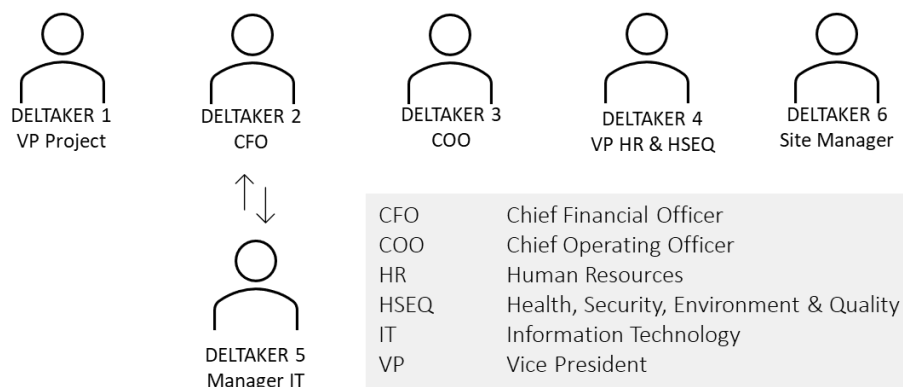 DELTAKER 1
VP Project
DELTAKER 2
CFO
DELTAKER 3
COO
DELTAKER 4
VP HR & HSEQ
DELTAKER 6
Site Manager
DELTAKER 5
Manager IT
CFO Chief Financial Officer
COO Chief Operating Officer
HR Human Resources
HSEQ Health, Security, Environment & Quality
IT Information Technology
VP Vice President